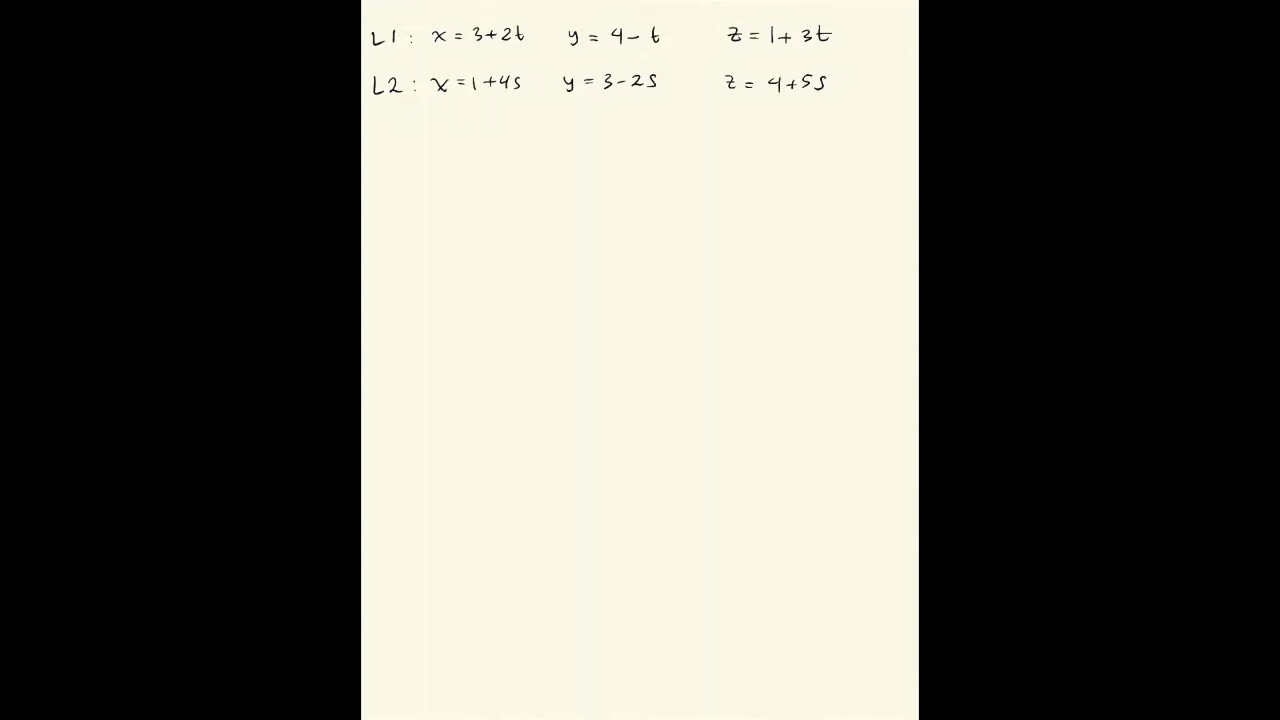 L1: x = 3+2t y = 4-t z = 1+3t
L2: x = 1+4s y = 3-2s z = 4+5s